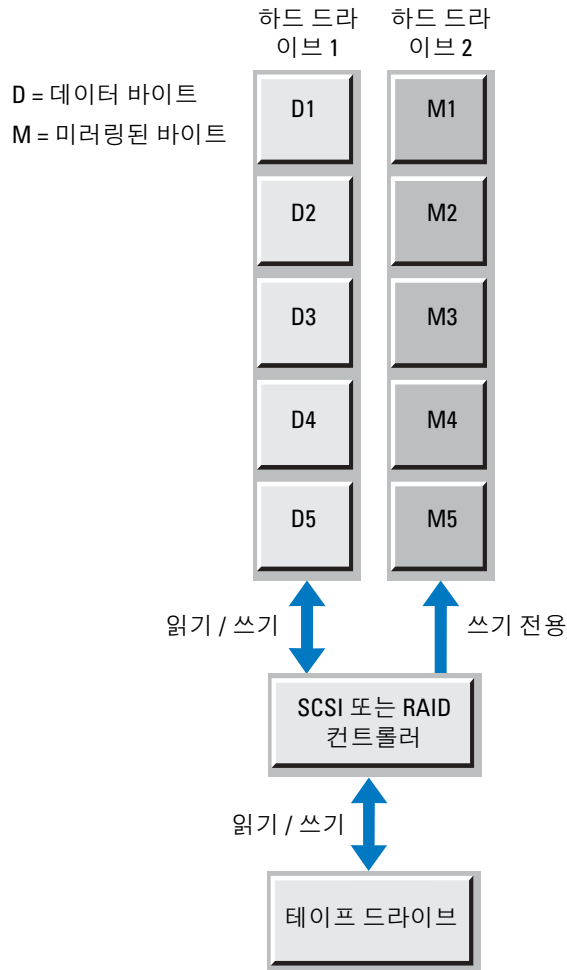 하드 드라
이브 1
하드 드라
이브 2
D = 데이터 바이트
M = 미러링된 바이트
D1
M1
D2
M2
D3
M3
D4
M4
D5
M5
읽기 / 쓰기
쓰기 전용
SCSI 또는 RAID
컨트롤러
읽기 / 쓰기
테이프 드라이브